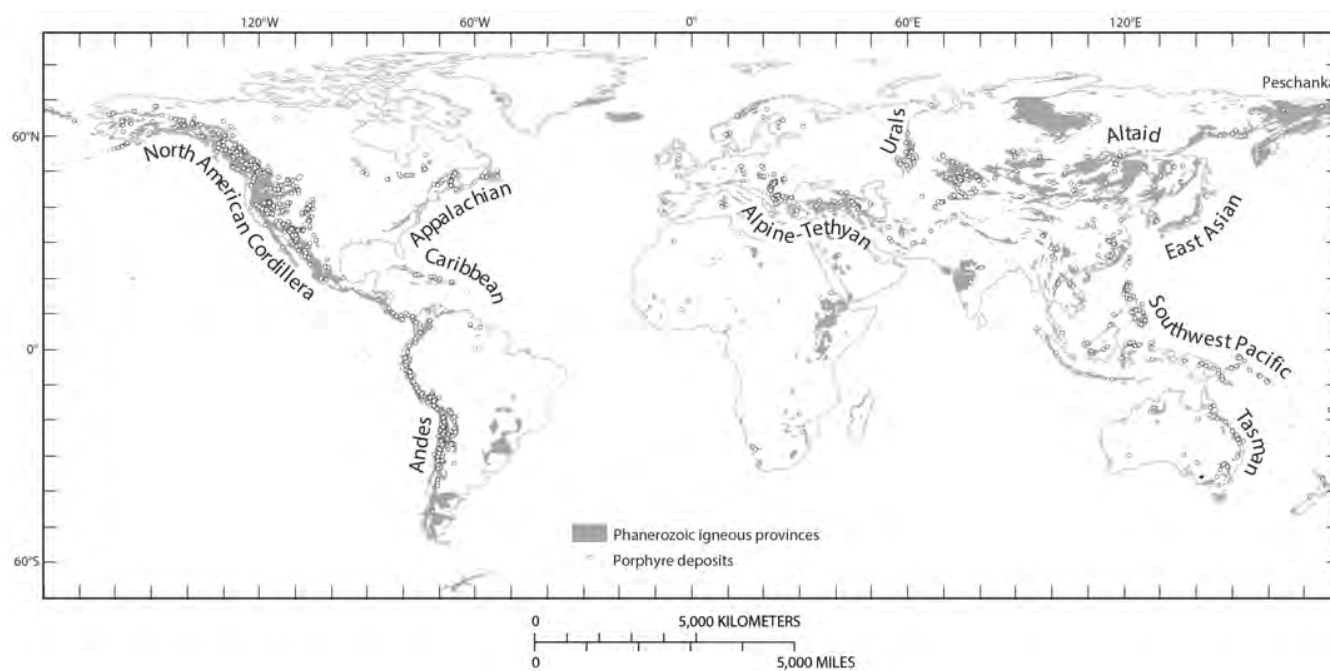 120°W 60°W 0° 60°E 120°E
Peschanka
60°N
Urals
Altaid
North American Cordillera
Appalachian
Alpine-Tethyan
East Asian
Caribbean
Southwest Pacific
0°
Andes
Tasman
Phanerozoic igneous provinces
Porphyre deposits
60°S
0 5,000 KILOMETERS
0 5,000 MILES